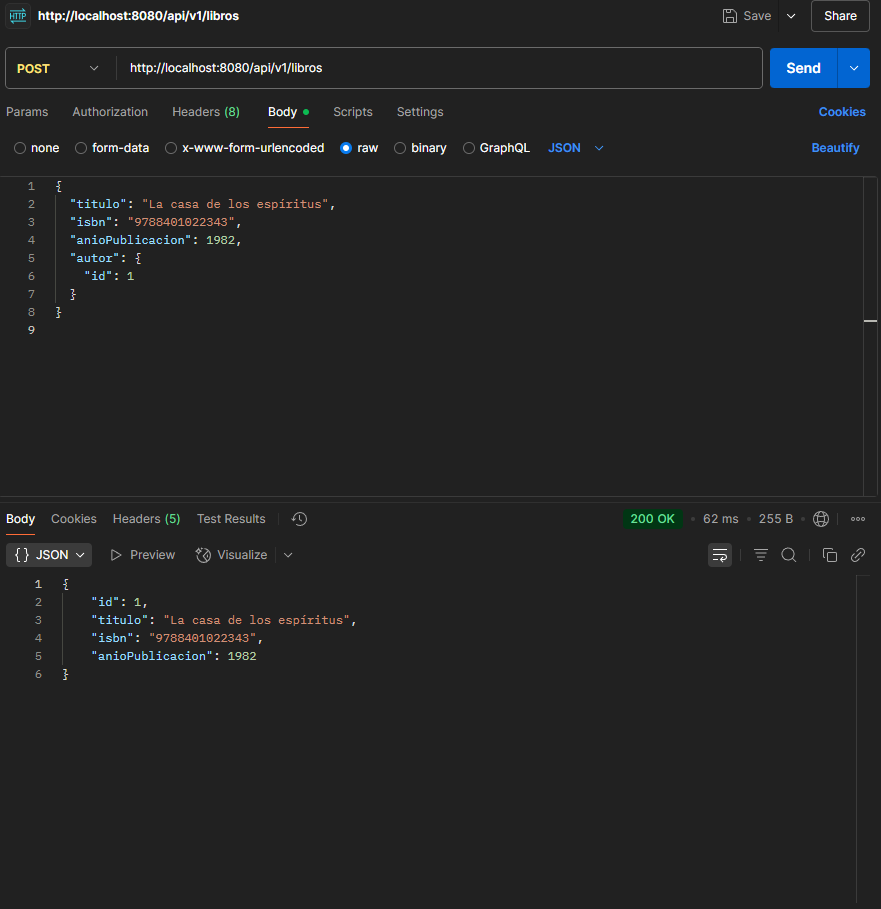 HTTP http://localhost:8080/api/v1/libros Save Share
POST http://localhost:8080/api/v1/libros Send
Params Authorization Headers (8) Body Scripts Settings Cookies
none form-data x-www-form-urlencoded raw binary GraphQL JSON Beautify
1 {
2 "titulo": "La casa de los espíritus",
3 "isbn": "9788401022343",
4 "anioPublicacion": 1982,
5 "autor": {
6 "id": 1
7 }
8 }
9
Body Cookies Headers (5) Test Results 200 OK • 62 ms • 255 B •
{} JSON Preview Visualize
1 {
2 "id": 1,
3 "titulo": "La casa de los espíritus",
4 "isbn": "9788401022343",
5 "anioPublicacion": 1982
6 }